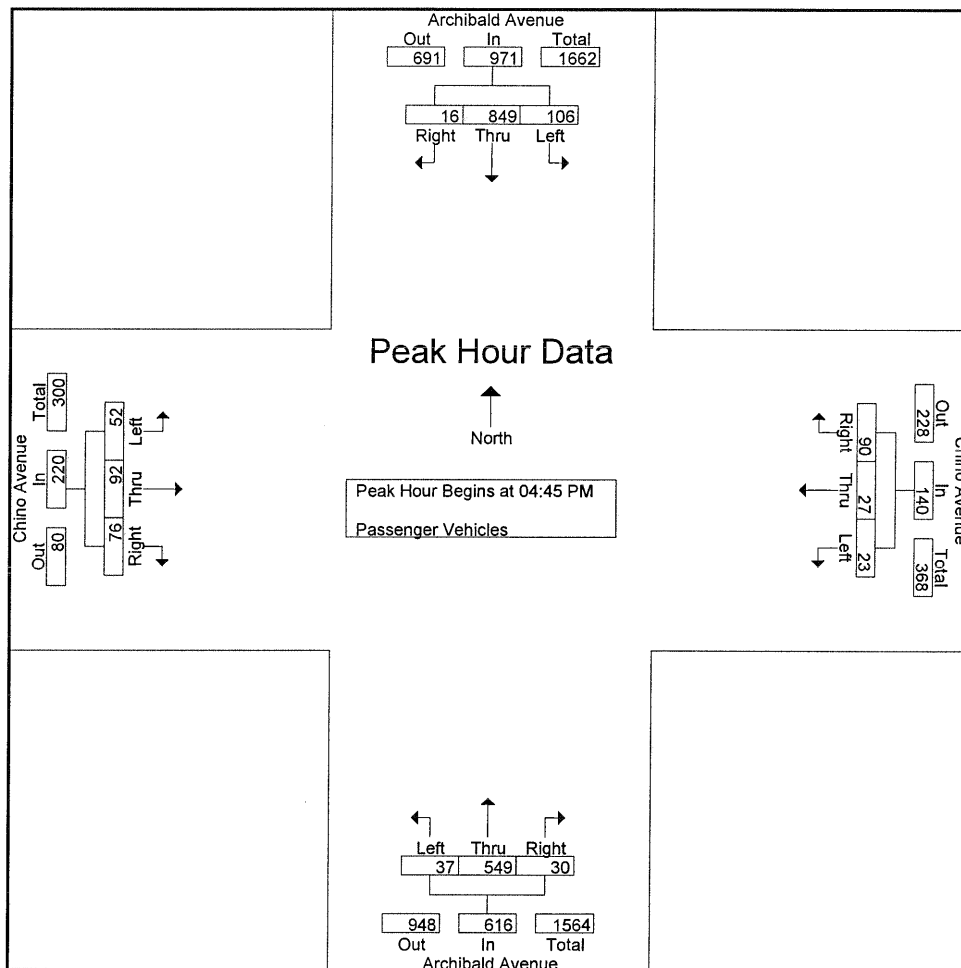 Archibald Avenue
Out In Total
691 971 1662
16 849 106
Right Thru Left
Peak Hour Data
North
Peak Hour Begins at 04:45 PM
Passenger Vehicles
Chino Avenue
Total In Out
300 220 80
52 92 76
Left Thru Right
Right Thru Left
90 27 23
228 140 368
Out In Total
Chino Avenue
Left Thru Right
37 549 30
948 616 1564
Out In Total
Archibald Avenue